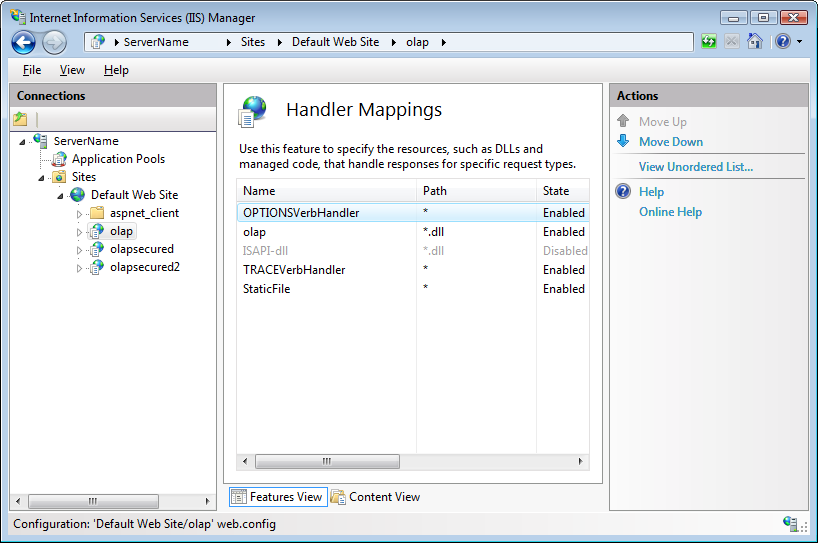 Internet Information Services (IIS) Manager
ServerName Sites Default Web Site olap
File View Help
Connections
ServerName
Application Pools
Sites
Default Web Site
aspnet_client
olap
olapsecured
olapsecured2
Handler Mappings
Use this feature to specify the resources, such as DLLs and
managed code, that handle responses for specific request types.
Name Path State
OPTIONSVerbHandler * Enabled
olap *.dll Enabled
ISAPI-dll *.dll Disabled
TRACEVerbHandler * Enabled
StaticFile * Enabled
Features View Content View
Actions
Move Up
Move Down
View Unordered List...
Help
Online Help
Configuration: 'Default Web Site/olap' web.config